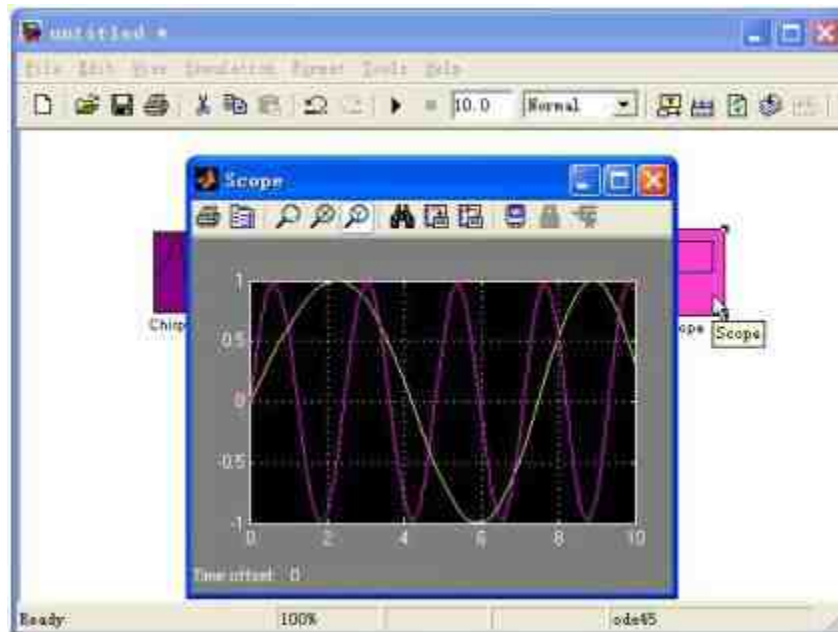 untitled *
File Edit View Simulation Format Tools Help
10.0 Normal
Scope
1
0.5
0
-0.5
-1
0 2 4 6 8 10
Time offset: 0
Chirp
ope
Scope
Ready 100% ode45